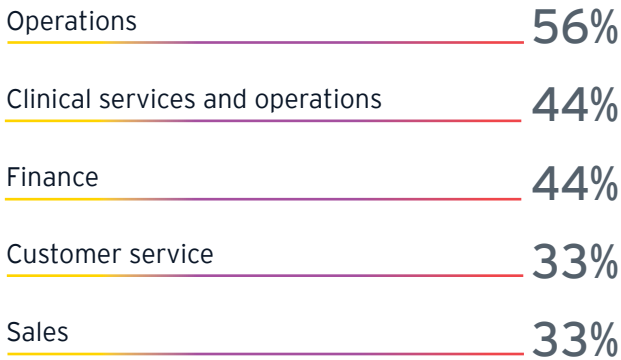 Operations 56%
Clinical services and operations 44%
Finance 44%
Customer service 33%
Sales 33%